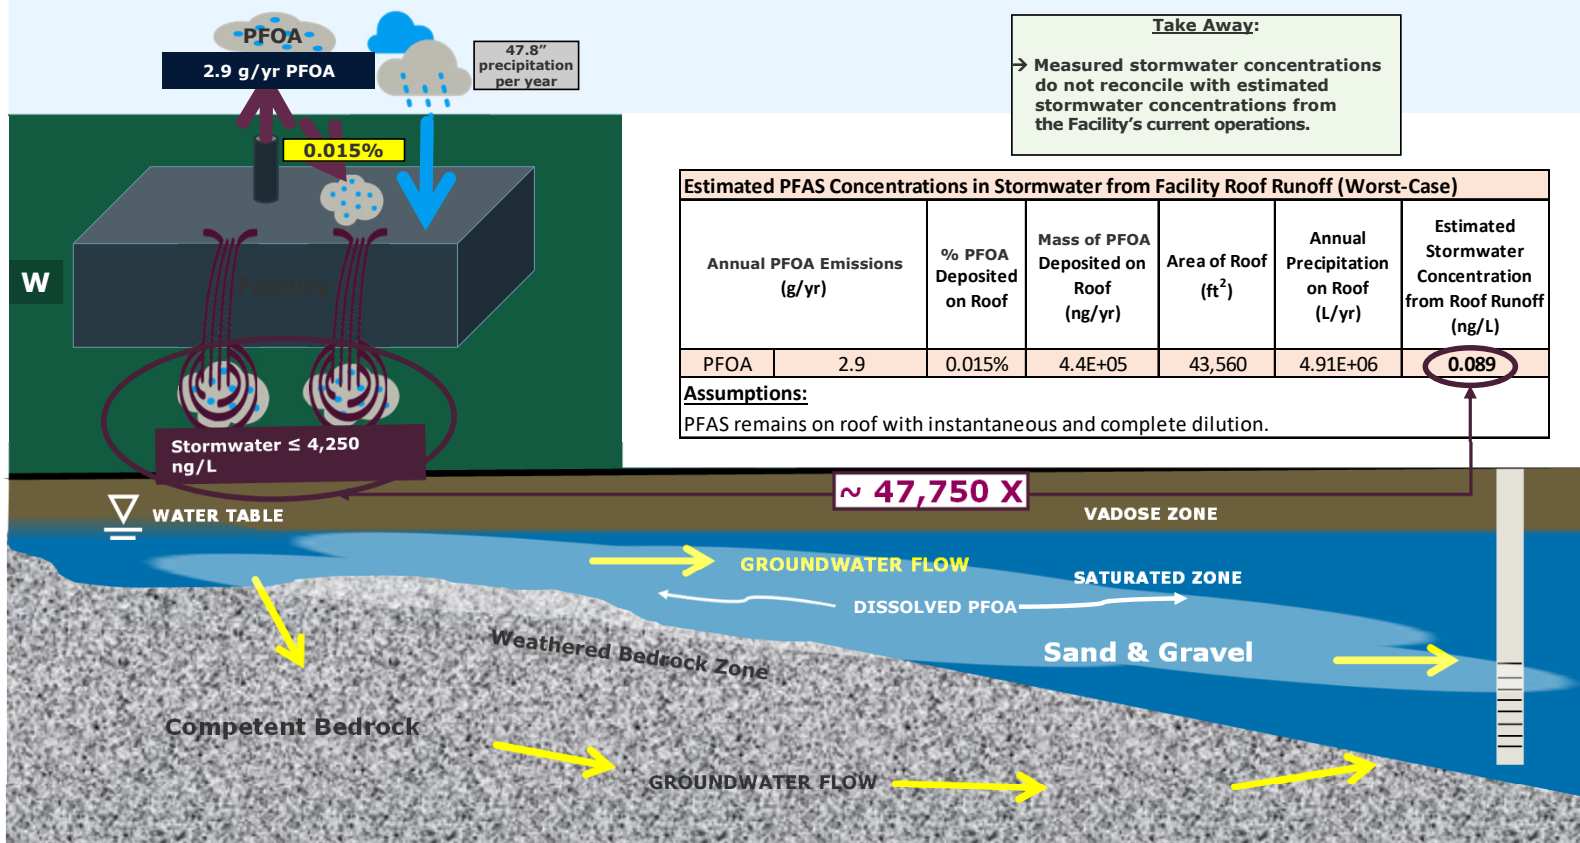 PFOA
2.9 g/yr PFOA
47.8"
precipitation
per year
0.015%
Take Away:
→ Measured stormwater concentrations
do not reconcile with estimated
stormwater concentrations from
the Facility's current operations.
W
Facility
Stormwater ≤ 4,250
ng/L
Estimated PFAS Concentrations in Stormwater from Facility Roof Runoff (Worst-Case)
Annual PFOA Emissions
(g/yr)
% PFOA
Deposited
on Roof
Mass of PFOA
Deposited on
Roof
(ng/yr)
Area of Roof
(ft²)
Annual
Precipitation
on Roof
(L/yr)
Estimated
Stormwater
Concentration
from Roof Runoff
(ng/L)
PFOA 2.9 0.015% 4.4E+05 43,560 4.91E+06 0.089
Assumptions:
PFAS remains on roof with instantaneous and complete dilution.
~ 47,750 X
WATER TABLE
VADOSE ZONE
GROUNDWATER FLOW
SATURATED ZONE
DISSOLVED PFOA
Weathered Bedrock Zone
Sand & Gravel
Competent Bedrock
GROUNDWATER FLOW